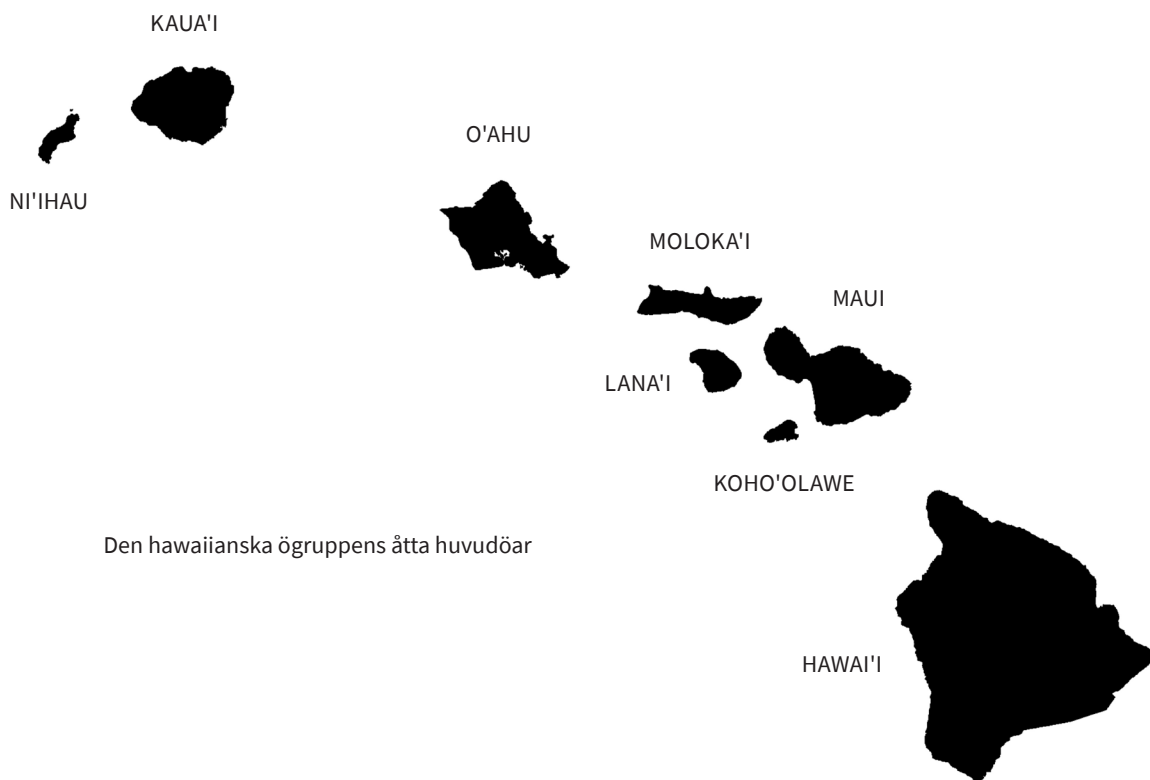 KAUA'I
O'AHU
NI'IHAU
MOLOKA'I
MAUI
LANA'I
KOHO'OLAWE
Den hawaiianska ögruppens åtta huvudöar
HAWAI'I